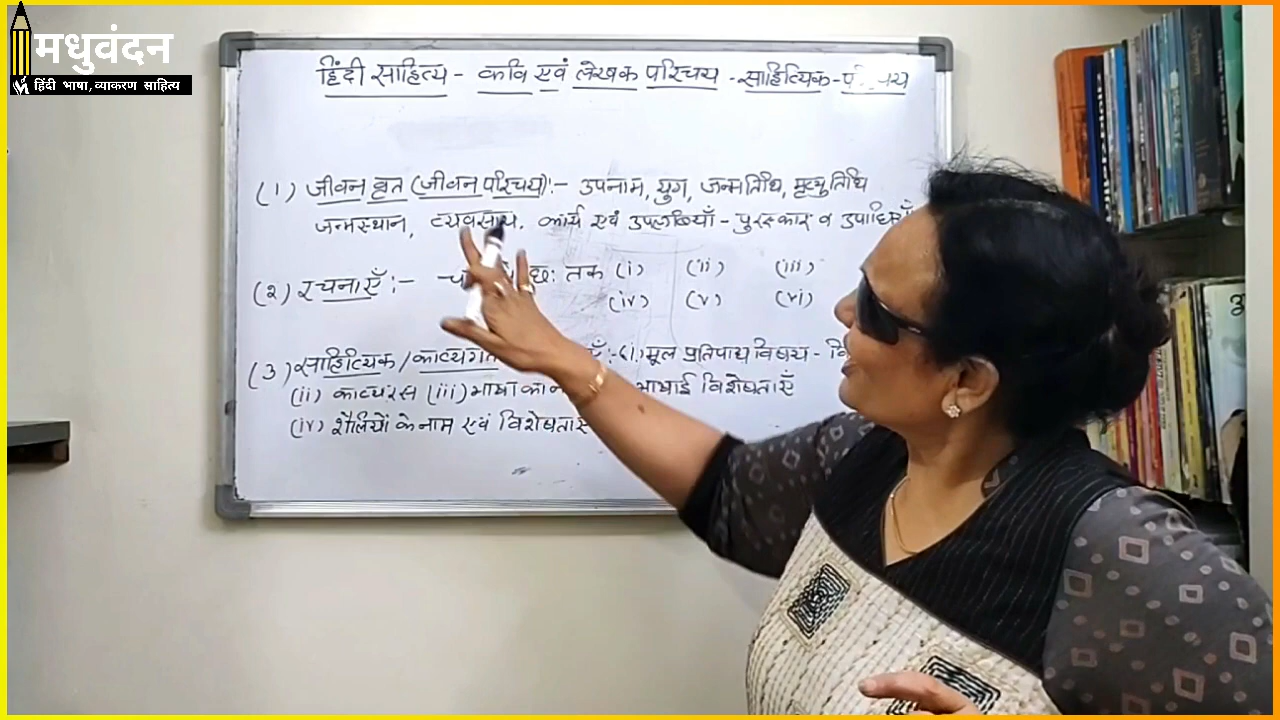 मधुवंदन
हिंदी भाषा, व्याकरण साहित्य
हिंदी साहित्य - कवि एवं लेखक परिचय - साहित्यिक -
(1) जीवन वृत (जीवन परिचय) :- उपनाम, युग, जन्मतिथि, मृत्युतिथि
जन्मस्थान, व्यवसाय, कार्य एवं उपलब्धियाँ - पुरस्कार व उपाधियाँ
(२) रचनाएँ :- छः तक (i) (ii) (iii)
(iv) (v) (vi)
(3) साहित्यिक / काव्यगत :- (i) मूल प्रतिपाद्य विषय -
(ii) काव्यरस (iii) भाषा का भाषाई विशेषताएँ
(iv) शैलियों के नाम एवं विशेषताएँ